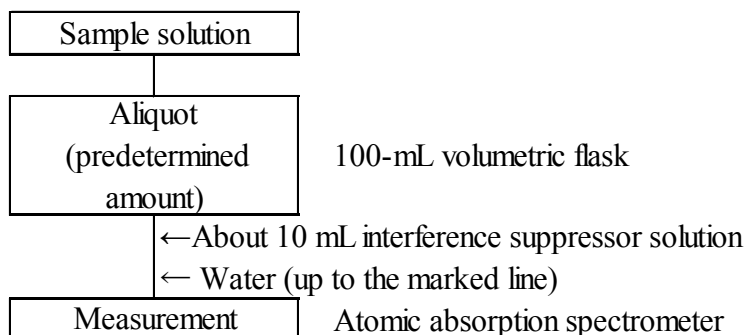 Sample solution
Aliquot
(predetermined
amount)
100-mL volumetric flask
←About 10 mL interference suppressor solution
← Water (up to the marked line)
Measurement
Atomic absorption spectrometer